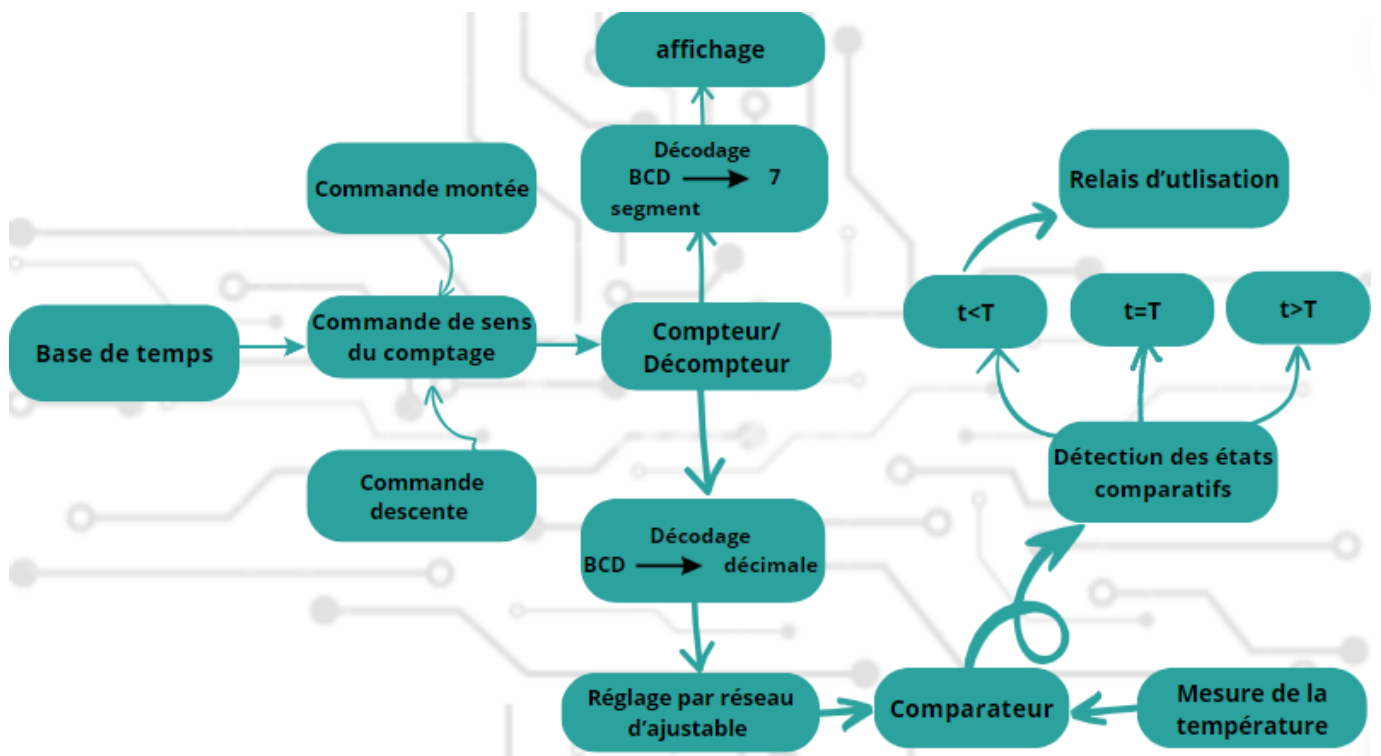 affichage
Décodage
BCD 7
segment
Commande montée
Relais d'utlisation
Base de temps
Commande de sens
du comptage
Compteur/
Décompteur
t<T
t=T
t>T
Commande
descente
Détection des états
comparatifs
Décodage
BCD décimale
Réglage par réseau
d'ajustable
Comparateur
Mesure de la
température